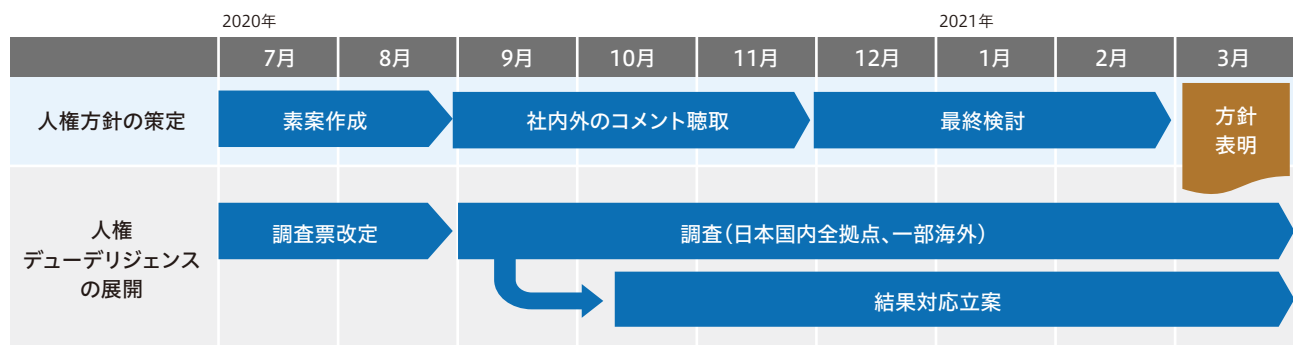 2020年
2021年
7月
8月
9月
10月
11月
12月
1月
2月
3月
人権方針の策定
素案作成
社内外のコメント聴取
最終検討
方針
表明
人権
デューデリジェンス
の展開
調査票改定
調査（日本国内全拠点、一部海外）
結果対応立案